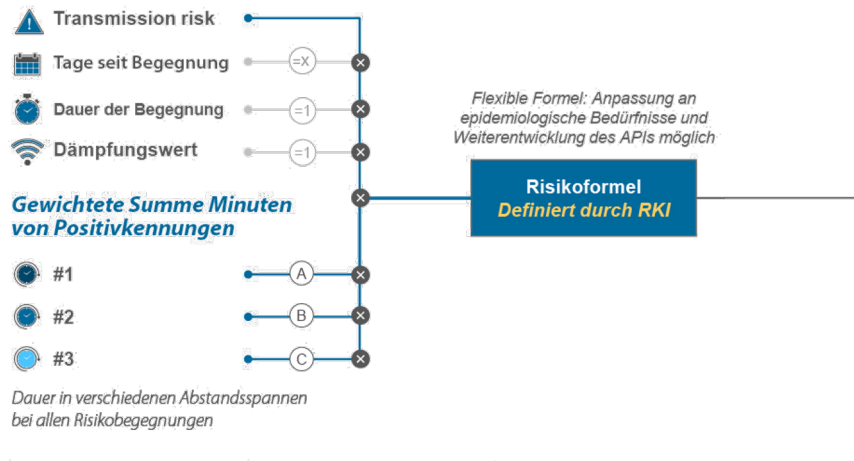 Transmission risk
Tage seit Begegnung
=X
Dauer der Begegnung
=1
Dämpfungswert
=1
Flexible Formel: Anpassung an
epidemiologische Bedürfnisse und
Weiterentwicklung des APIs möglich
Risikoformel
Definiert durch RKI
Gewichtete Summe Minuten
von Positivkennungen
#1
A
#2
B
#3
C
Dauer in verschiedenen Abstandsspannen
bei allen Risikobegegnungen